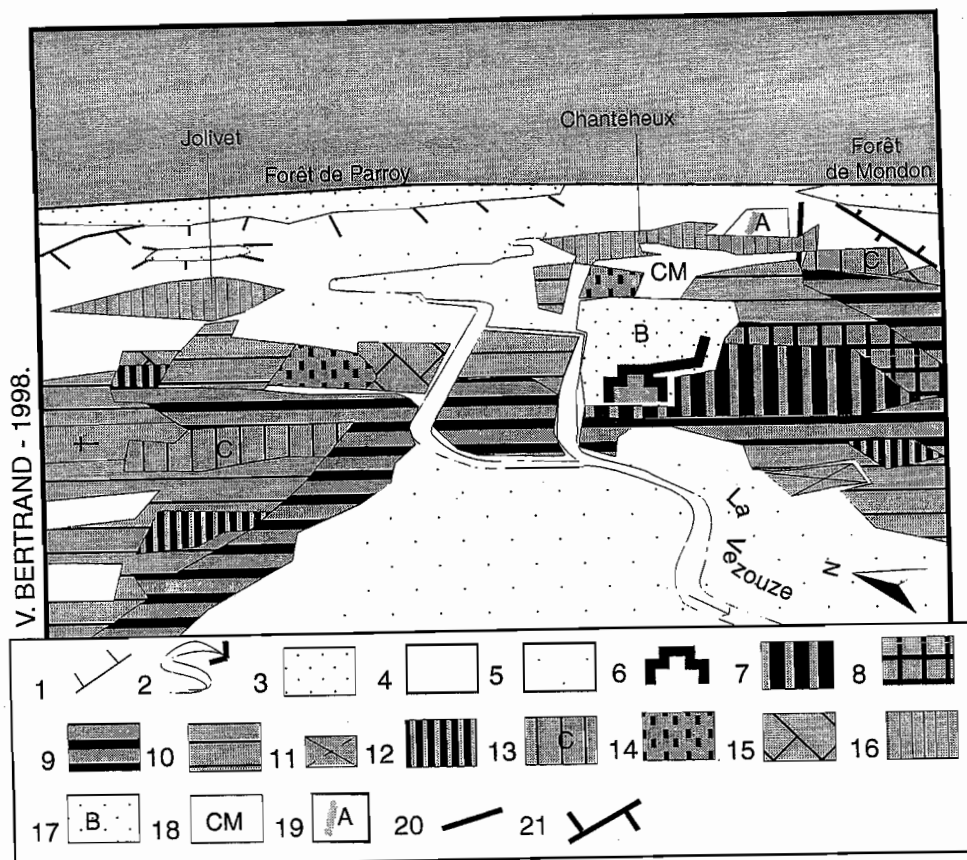 Chanteheux
Jolivet
Forêt de Parroy
Forêt
de Mondon
A
CM
C
B
C
V. BERTRAND - 1998.
La
Vezouze
N
1 2 3 4 5 6 7 8
9 10 11 12 13 C 14 15 16
17 B 18 CM 19 A 20 21